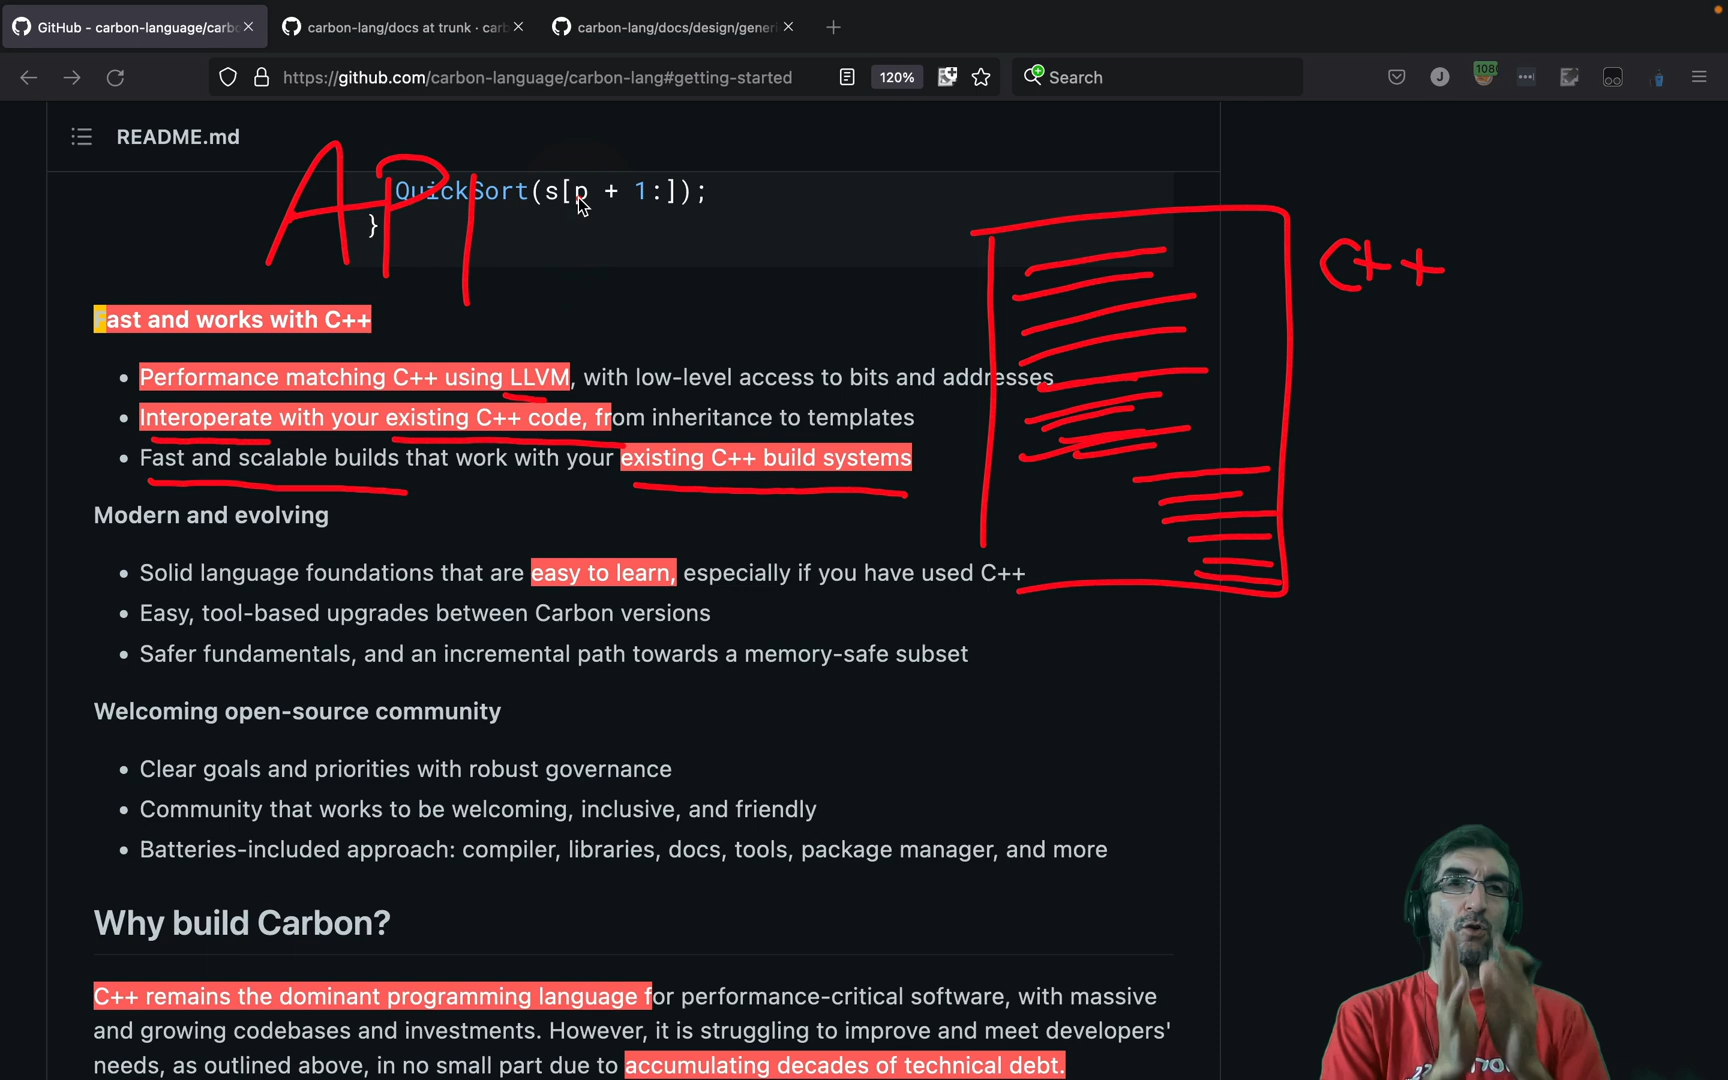 GitHub - carbon-language/carbo
carbon-lang/docs at trunk · carb
carbon-lang/docs/design/generi
https://github.com/carbon-language/carbon-lang#getting-started
120%
Search
J
108
README.md
API
QuickSort(s[p + 1:]);
}
C++
Fast and works with C++
• Performance matching C++ using LLVM, with low-level access to bits and addresses
• Interoperate with your existing C++ code, from inheritance to templates
• Fast and scalable builds that work with your existing C++ build systems
Modern and evolving
• Solid language foundations that are easy to learn, especially if you have used C++
• Easy, tool-based upgrades between Carbon versions
• Safer fundamentals, and an incremental path towards a memory-safe subset
Welcoming open-source community
• Clear goals and priorities with robust governance
• Community that works to be welcoming, inclusive, and friendly
• Batteries-included approach: compiler, libraries, docs, tools, package manager, and more
Why build Carbon?
C++ remains the dominant programming language for performance-critical software, with massive
and growing codebases and investments. However, it is struggling to improve and meet developers'
needs, as outlined above, in no small part due to accumulating decades of technical debt.